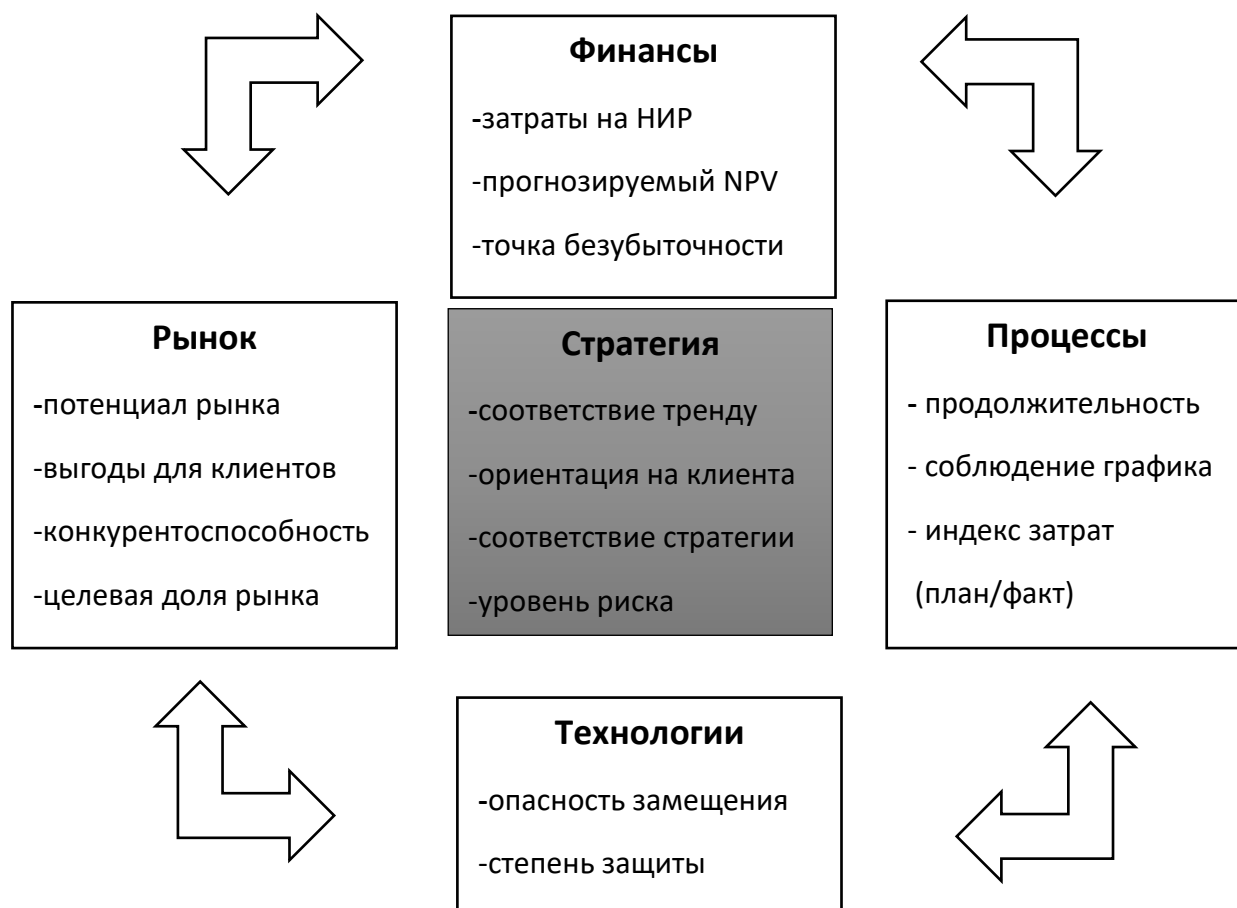 Финансы
-затраты на НИР
-прогнозируемый NPV
-точка безубыточности
Рынок
-потенциал рынка
-выгоды для клиентов
-конкурентоспособность
-целевая доля рынка
Стратегия
-соответствие тренду
-ориентация на клиента
-соответствие стратегии
-уровень риска
Процессы
- продолжительность
- соблюдение графика
- индекс затрат
(план/факт)
Технологии
-опасность замещения
-степень защиты